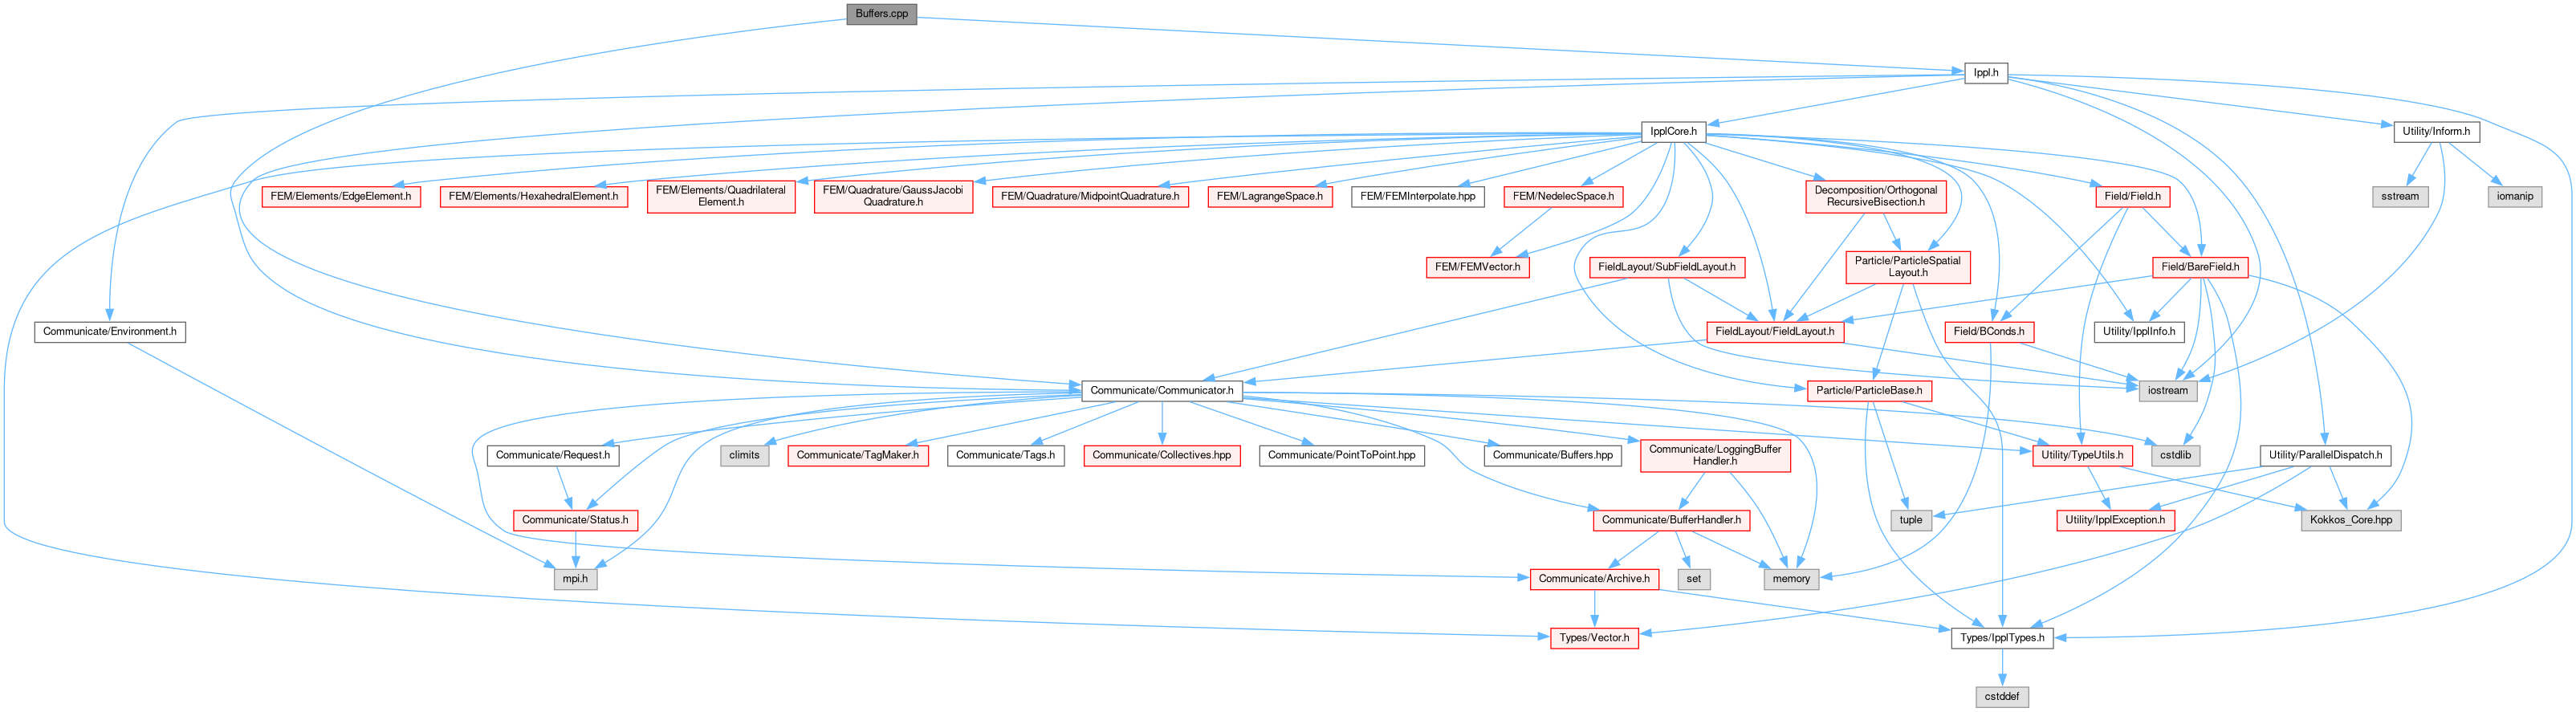 Buffers.cpp
Ippl.h
IpplCore.h
Utility/Inform.h
FEM/Elements/EdgeElement.h
FEM/Elements/HexahedralElement.h
FEM/Elements/Quadrilateral
Element.h
FEM/Quadrature/GaussJacobi
Quadrature.h
FEM/Quadrature/MidpointQuadrature.h
FEM/LagrangeSpace.h
FEM/FEMInterpolate.hpp
FEM/NedelecSpace.h
Decomposition/Orthogonal
RecursiveBisection.h
Field/Field.h
sstream
iomanip
FEM/FEMVector.h
FieldLayout/SubFieldLayout.h
Particle/ParticleSpatial
Layout.h
Field/BareField.h
Communicate/Environment.h
FieldLayout/FieldLayout.h
Field/BConds.h
Utility/IpplInfo.h
Communicate/Communicator.h
Particle/ParticleBase.h
iostream
Communicate/Request.h
climits
Communicate/TagMaker.h
Communicate/Tags.h
Communicate/Collectives.hpp
Communicate/PointToPoint.hpp
Communicate/Buffers.hpp
Communicate/LoggingBuffer
Handler.h
Utility/TypeUtils.h
cstdlib
Utility/ParallelDispatch.h
Communicate/Status.h
Communicate/BufferHandler.h
tuple
Utility/IpplException.h
Kokkos_Core.hpp
mpi.h
Communicate/Archive.h
set
memory
Types/Vector.h
Types/IpplTypes.h
cstddef